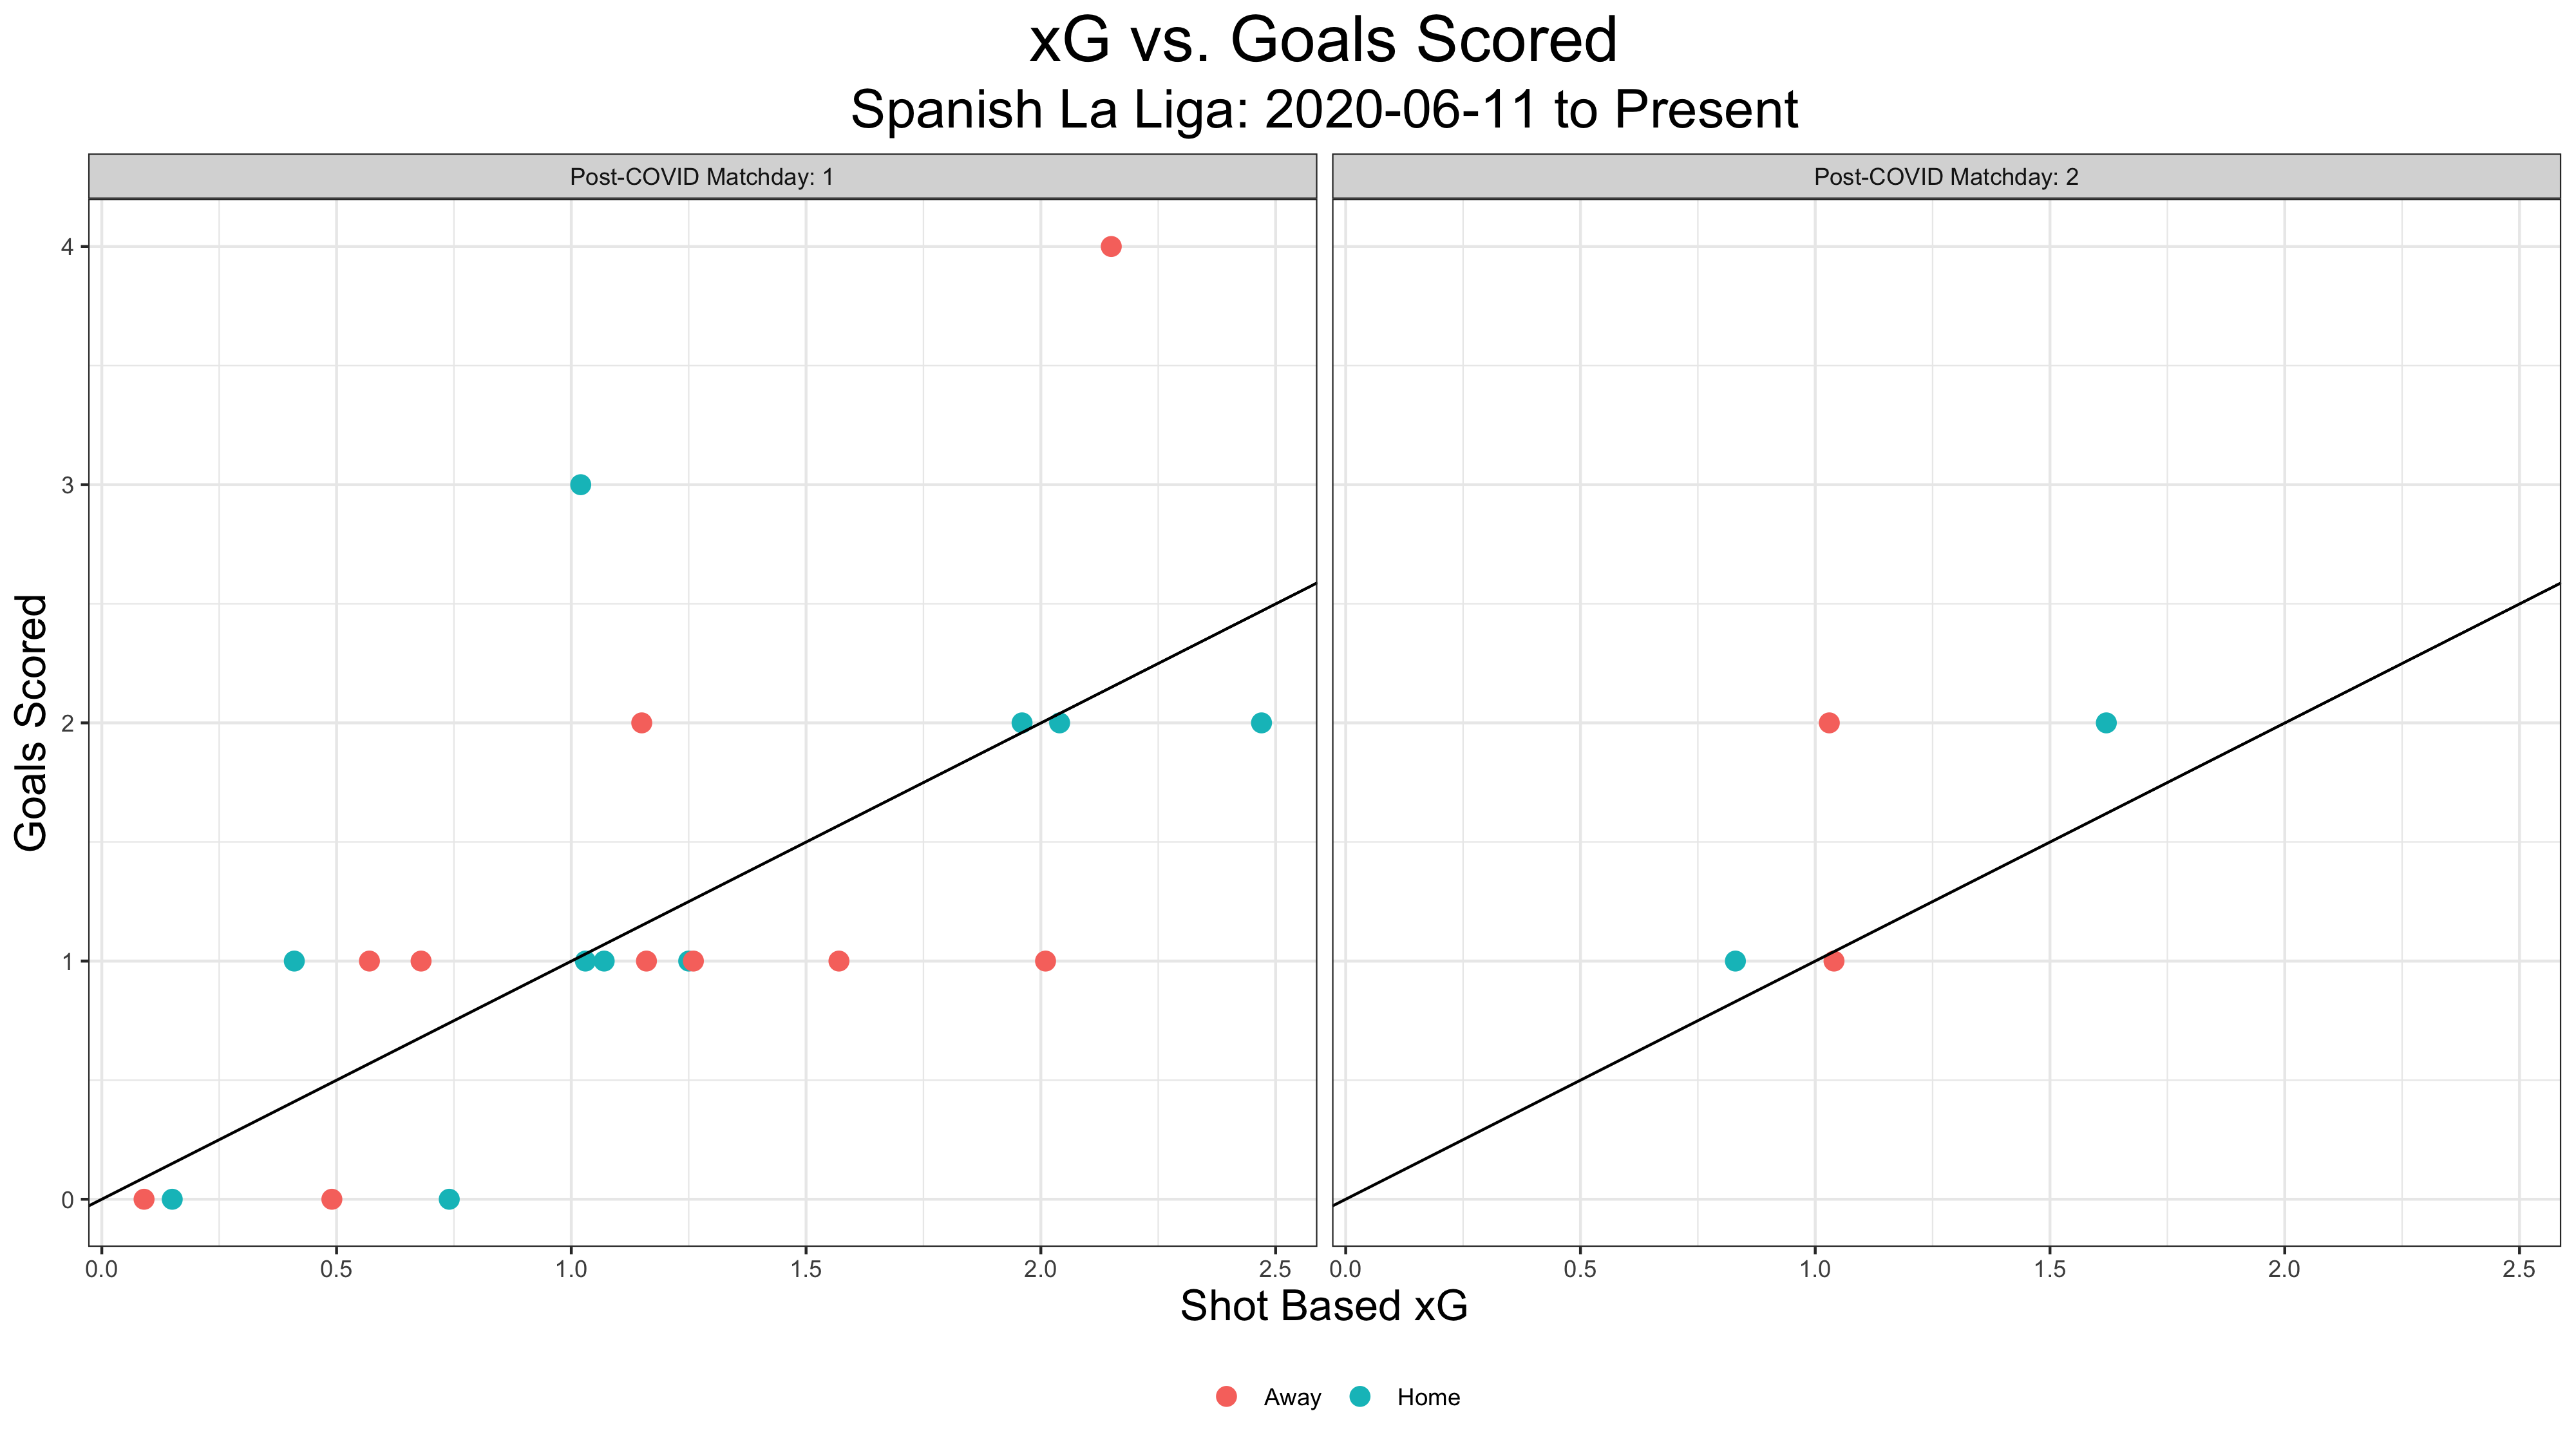 xG vs. Goals Scored
Spanish La Liga: 2020-06-11 to Present
Post-COVID Matchday: 1
Post-COVID Matchday: 2
Goals Scored
4
3
2
1
0
0.0 0.5 1.0 1.5 2.0 2.5
0.0 0.5 1.0 1.5 2.0 2.5
Shot Based xG
Away Home